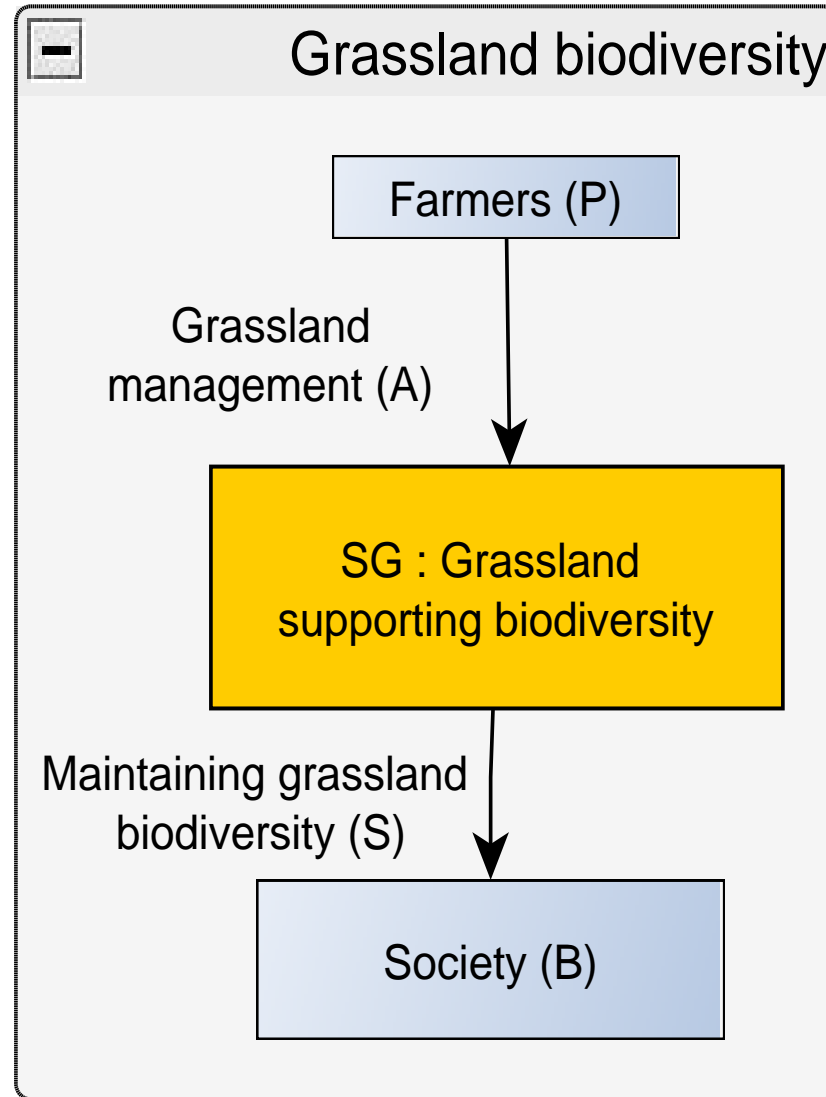 Grassland biodiversity
Farmers (P)
Grassland
management (A)
SG : Grassland
supporting biodiversity
Maintaining grassland
biodiversity (S)
Society (B)